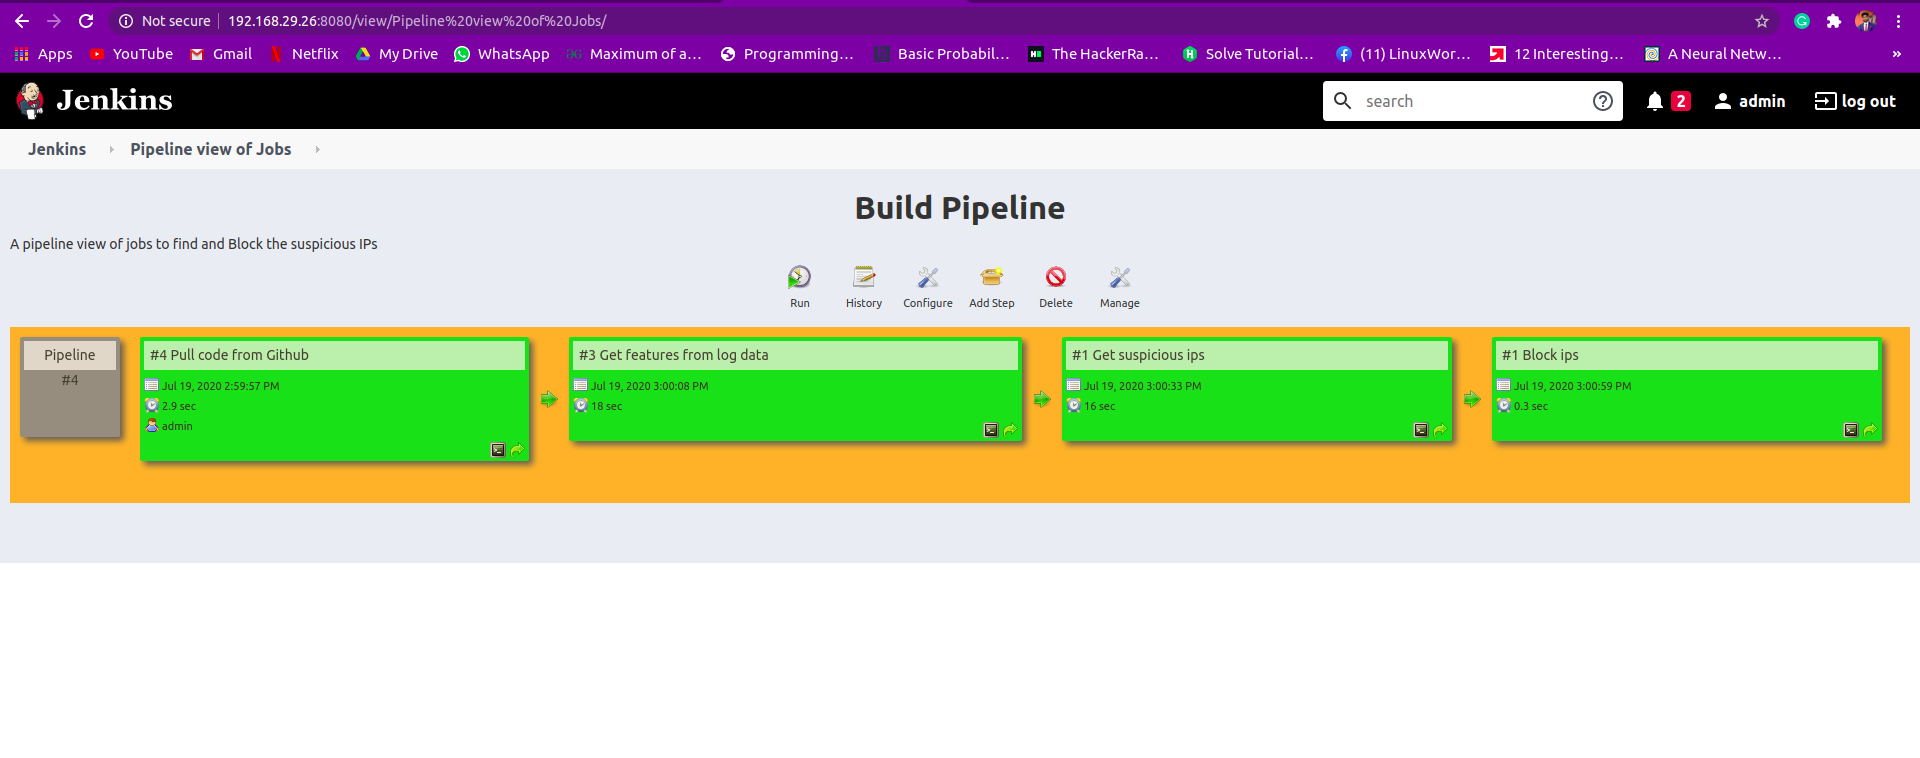 Not secure | 192.168.29.26:8080/view/Pipeline%20view%20of%20Jobs/
Apps YouTube Gmail Netflix My Drive WhatsApp Maximum of a... Programming... Basic Probabil... The HackerRa... Solve Tutorial... (11) LinuxWor... 12 Interesting... A Neural Netw... »
Jenkins search 2 admin log out
Jenkins Pipeline view of Jobs
Build Pipeline
A pipeline view of jobs to find and Block the suspicious IPs
Run History Configure Add Step Delete Manage
Pipeline
#4
#4 Pull code from Github
Jul 19, 2020 2:59:57 PM
2.9 sec
admin
#3 Get features from log data
Jul 19, 2020 3:00:08 PM
18 sec
#1 Get suspicious ips
Jul 19, 2020 3:00:33 PM
16 sec
#1 Block ips
Jul 19, 2020 3:00:59 PM
0.3 sec